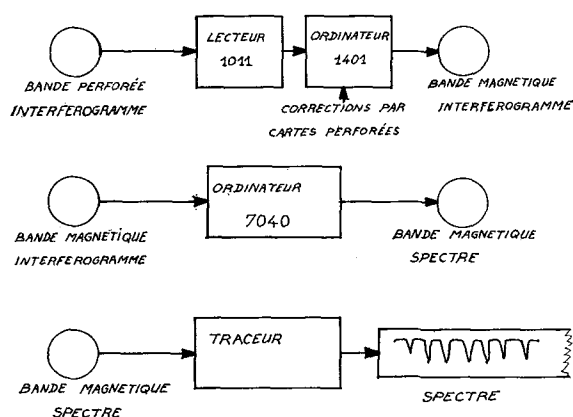 LECTEUR
1011
ORDINATEUR
1401
BANDE PERFORÉE
INTERFEROGRAMME
CORRECTIONS PAR
CARTES PERFORÉES
BANDE MAGNETIQUE
INTERFEROGRAMME
ORDINATEUR
7040
BANDE MAGNÉTIQUE
INTERFEROGRAMME
BANDE MAGNETIQUE
SPECTRE
TRACEUR
BANDE MAGNETIQUE
SPECTRE
SPECTRE